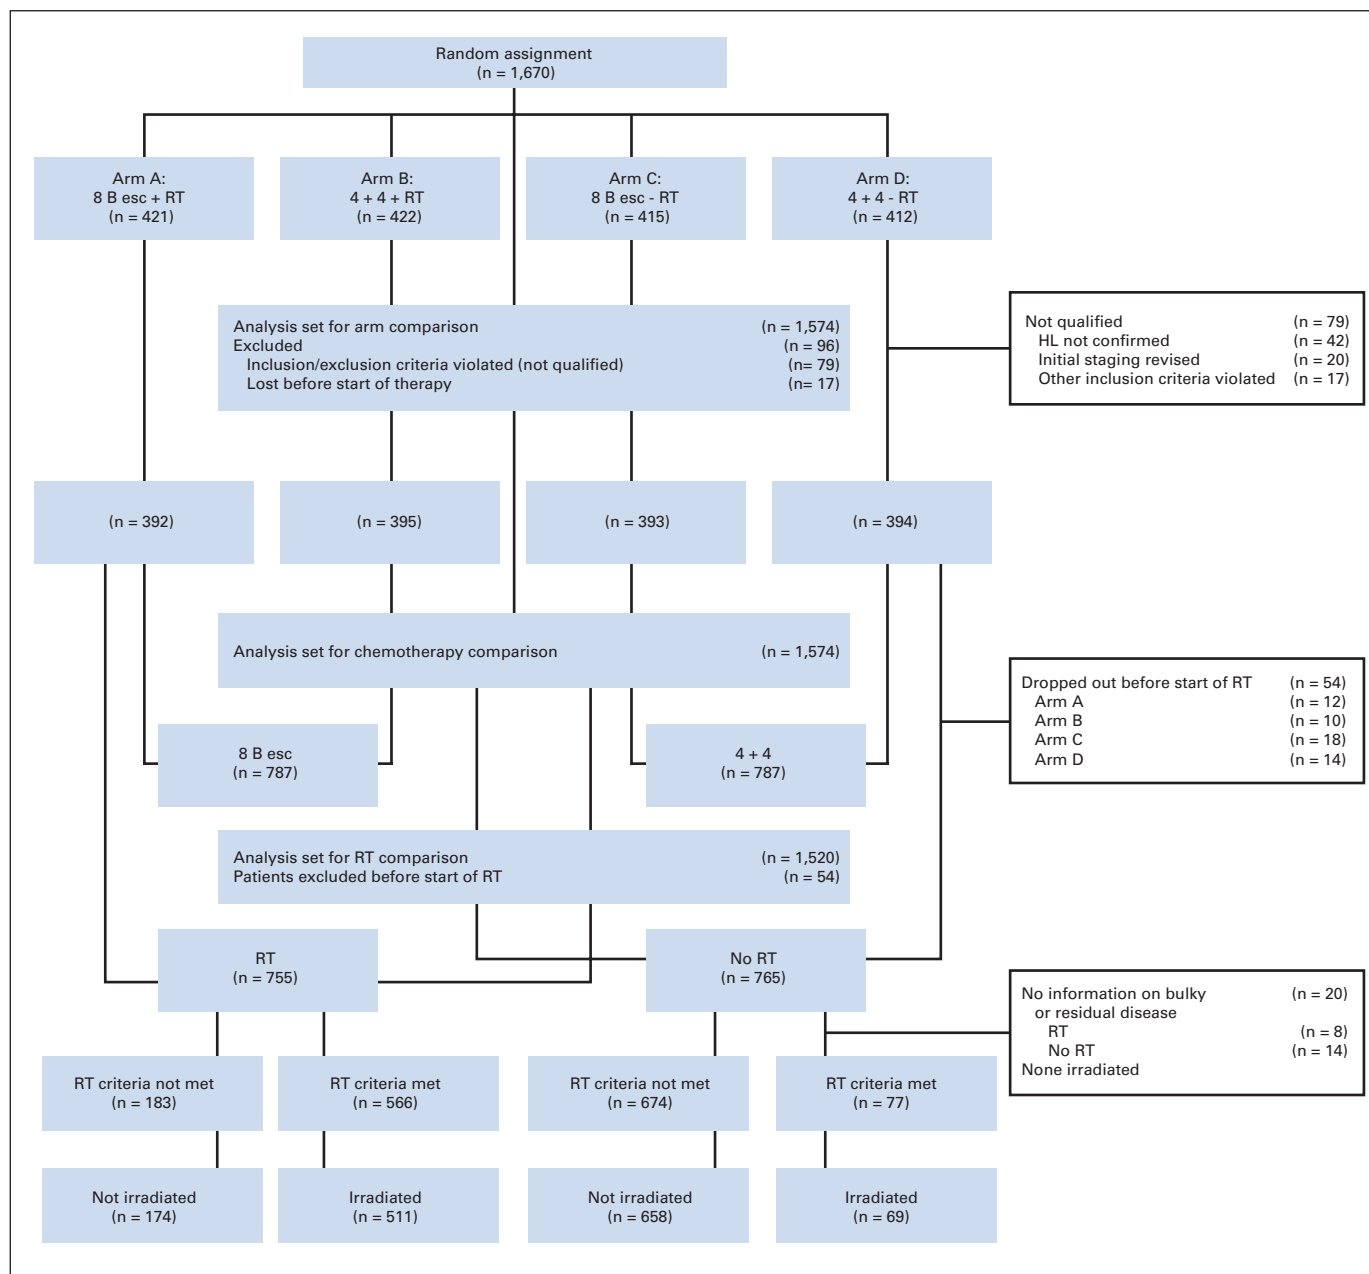 Random assignment
(n = 1,670)
Arm A:
8 B esc + RT
(n = 421)
Arm B:
4 + 4 + RT
(n = 422)
Arm C:
8 B esc - RT
(n = 415)
Arm D:
4 + 4 - RT
(n = 412)
Analysis set for arm comparison (n = 1,574)
Excluded (n = 96)
Inclusion/exclusion criteria violated (not qualified) (n= 79)
Lost before start of therapy (n= 17)
Not qualified (n = 79)
HL not confirmed (n = 42)
Initial staging revised (n = 20)
Other inclusion criteria violated (n = 17)
(n = 392)
(n = 395)
(n = 393)
(n = 394)
Analysis set for chemotherapy comparison (n = 1,574)
Dropped out before start of RT (n = 54)
Arm A (n = 12)
Arm B (n = 10)
Arm C (n = 18)
Arm D (n = 14)
8 B esc
(n = 787)
4 + 4
(n = 787)
Analysis set for RT comparison (n = 1,520)
Patients excluded before start of RT (n = 54)
RT
(n = 755)
No RT
(n = 765)
No information on bulky (n = 20)
or residual disease
RT (n = 8)
No RT (n = 14)
None irradiated
RT criteria not met
(n = 183)
RT criteria met
(n = 566)
RT criteria not met
(n = 674)
RT criteria met
(n = 77)
Not irradiated
(n = 174)
Irradiated
(n = 511)
Not irradiated
(n = 658)
Irradiated
(n = 69)